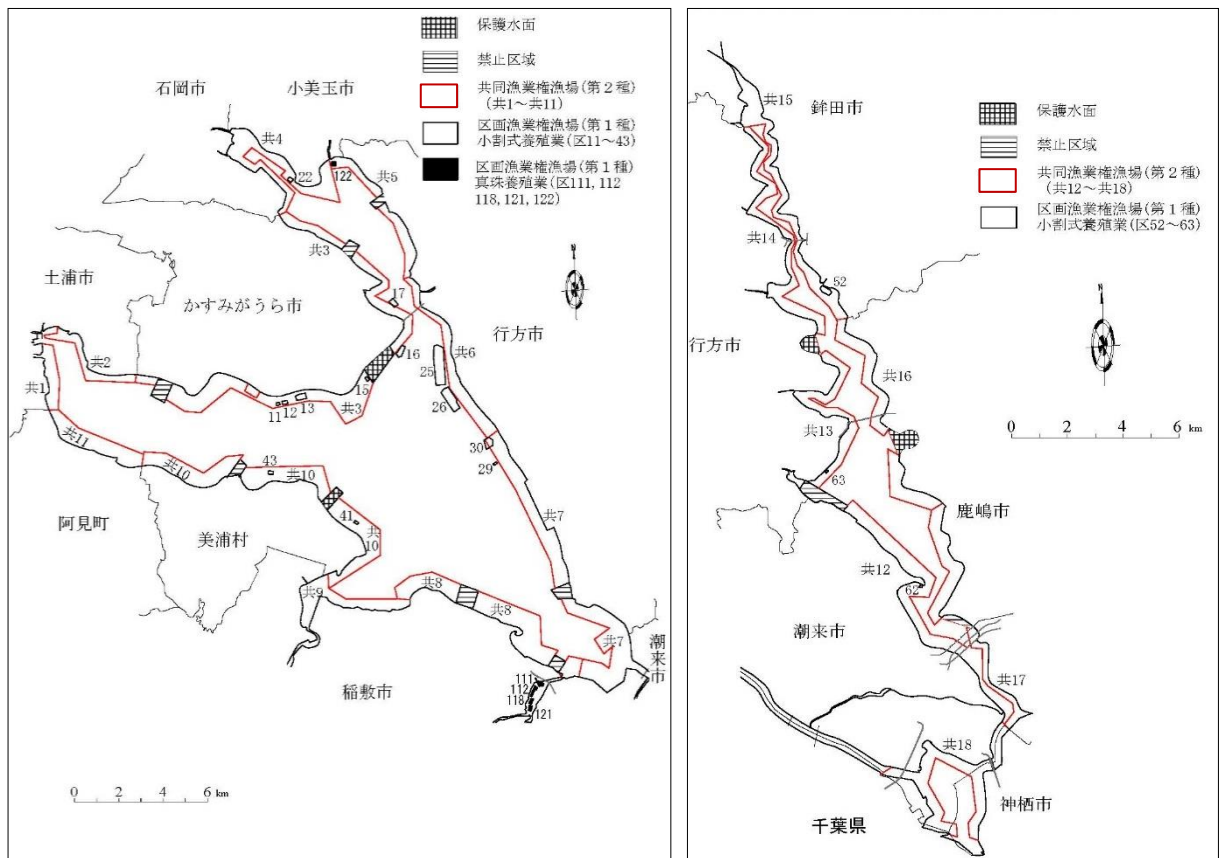 保護水面
禁止区域
共同漁業権漁場(第2種)
(共1～共11)
区画漁業権漁場(第1種)
小割式養殖業(区11～43)
区画漁業権漁場(第1種)
真珠養殖業(区111, 112
118, 121, 122)
石岡市
小美玉市
共4
22
122
共5
共3
17
土浦市
かすみがうら市
行方市
共2
共1
16
15
共6
25
26
11
12
13
共3
30
29
共11
共10
43
共10
41
共
10
阿見町
美浦村
共7
共9
共8
共8
共7
潮来市
稲敷市
111
112
118
121
0
2
4
6 km
N
共15
鉾田市
保護水面
禁止区域
共同漁業権漁場(第2種)
(共12～共18)
区画漁業権漁場(第1種)
小割式養殖業(区52～63)
共14
52
行方市
N
共16
共13
0
2
4
6
km
63
鹿嶋市
共12
62
潮来市
共17
共18
神栖市
千葉県